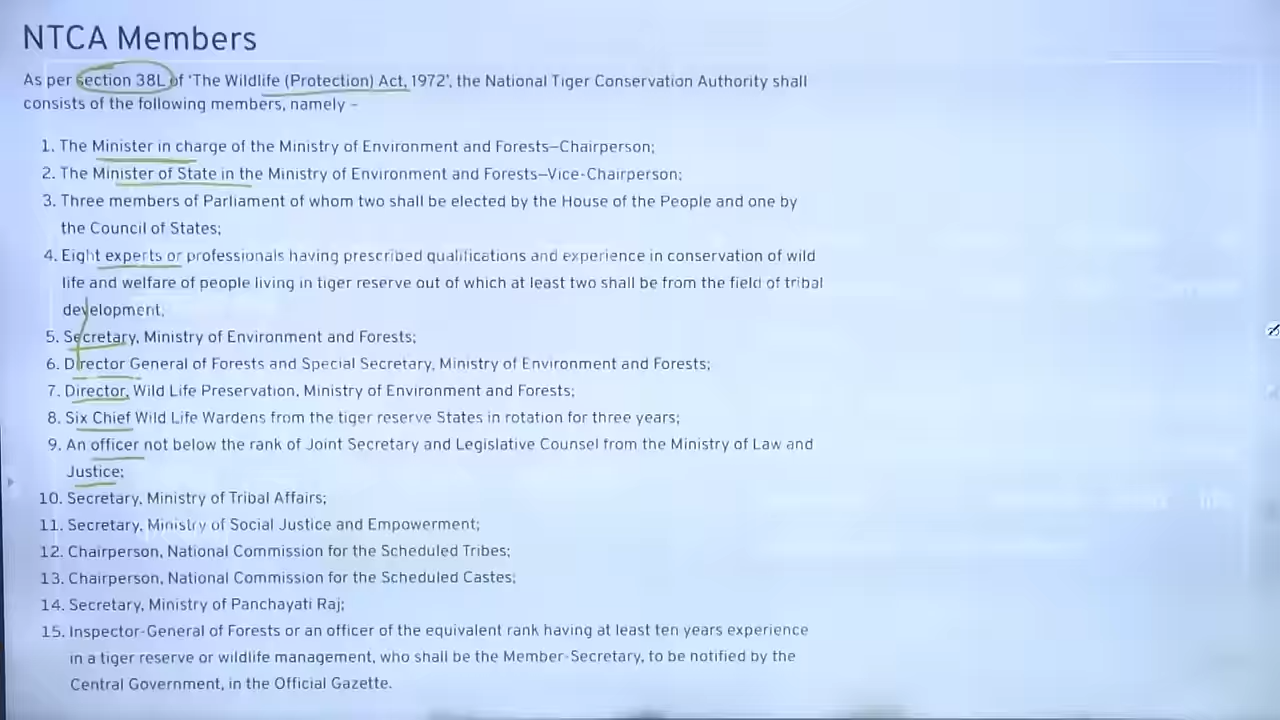 NTCA Members
As per Section 38L of 'The Wildlife (Protection) Act, 1972', the National Tiger Conservation Authority shall
consists of the following members, namely –
1. The Minister in charge of the Ministry of Environment and Forests—Chairperson;
2. The Minister of State in the Ministry of Environment and Forests—Vice-Chairperson;
3. Three members of Parliament of whom two shall be elected by the House of the People and one by
the Council of States;
4. Eight experts or professionals having prescribed qualifications and experience in conservation of wild
life and welfare of people living in tiger reserve out of which at least two shall be from the field of tribal
development;
5. Secretary, Ministry of Environment and Forests;
6. Director General of Forests and Special Secretary, Ministry of Environment and Forests;
7. Director, Wild Life Preservation, Ministry of Environment and Forests;
8. Six Chief Wild Life Wardens from the tiger reserve States in rotation for three years;
9. An officer not below the rank of Joint Secretary and Legislative Counsel from the Ministry of Law and
Justice;
10. Secretary, Ministry of Tribal Affairs;
11. Secretary, Ministry of Social Justice and Empowerment;
12. Chairperson, National Commission for the Scheduled Tribes;
13. Chairperson, National Commission for the Scheduled Castes;
14. Secretary, Ministry of Panchayati Raj;
15. Inspector-General of Forests or an officer of the equivalent rank having at least ten years experience
in a tiger reserve or wildlife management, who shall be the Member-Secretary, to be notified by the
Central Government, in the Official Gazette.